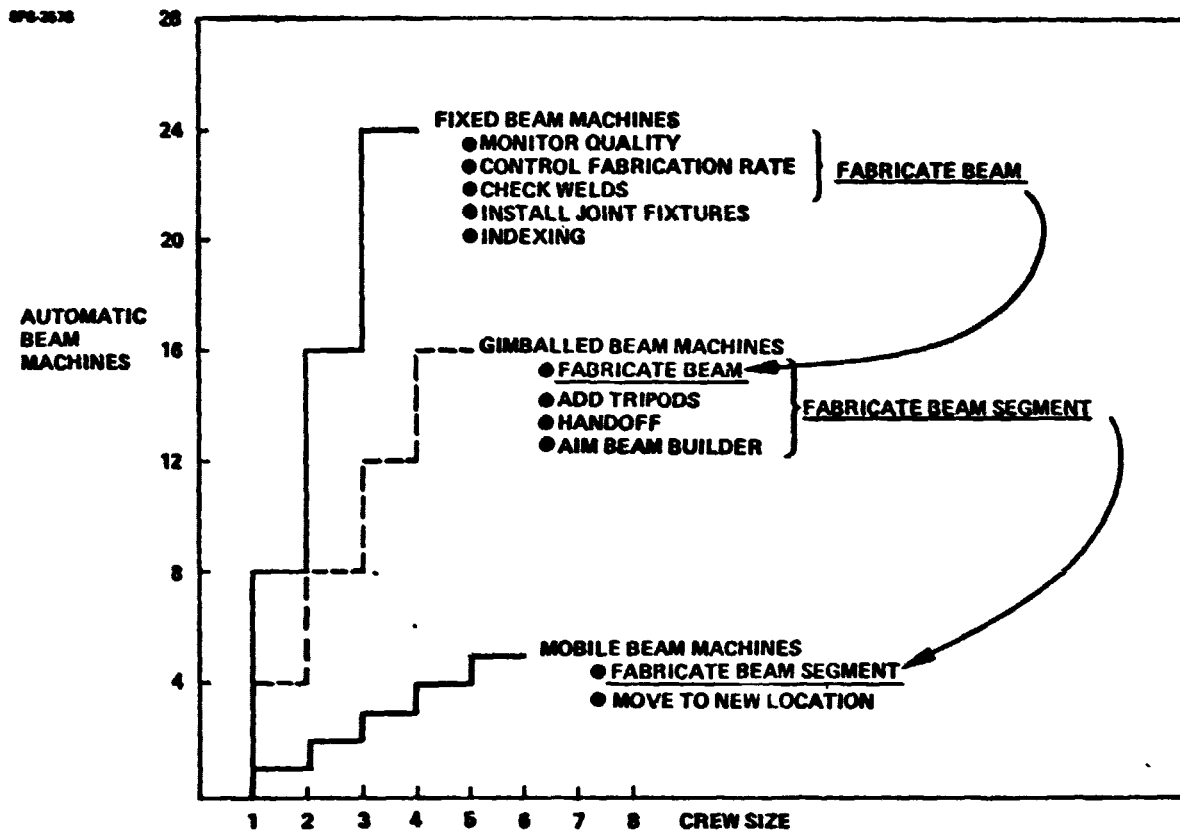 28
24
20
16
12
8
4
AUTOMATIC
BEAM
MACHINES
FIXED BEAM MACHINES
● MONITOR QUALITY
● CONTROL FABRICATION RATE
● CHECK WELDS
● INSTALL JOINT FIXTURES
● INDEXING
FABRICATE BEAM
GIMBALLED BEAM MACHINES
● FABRICATE BEAM
● ADD TRIPODS
● HANDOFF
● AIM BEAM BUILDER
FABRICATE BEAM SEGMENT
MOBILE BEAM MACHINES
● FABRICATE BEAM SEGMENT
● MOVE TO NEW LOCATION
1 2 3 4 5 6 7 8 CREW SIZE